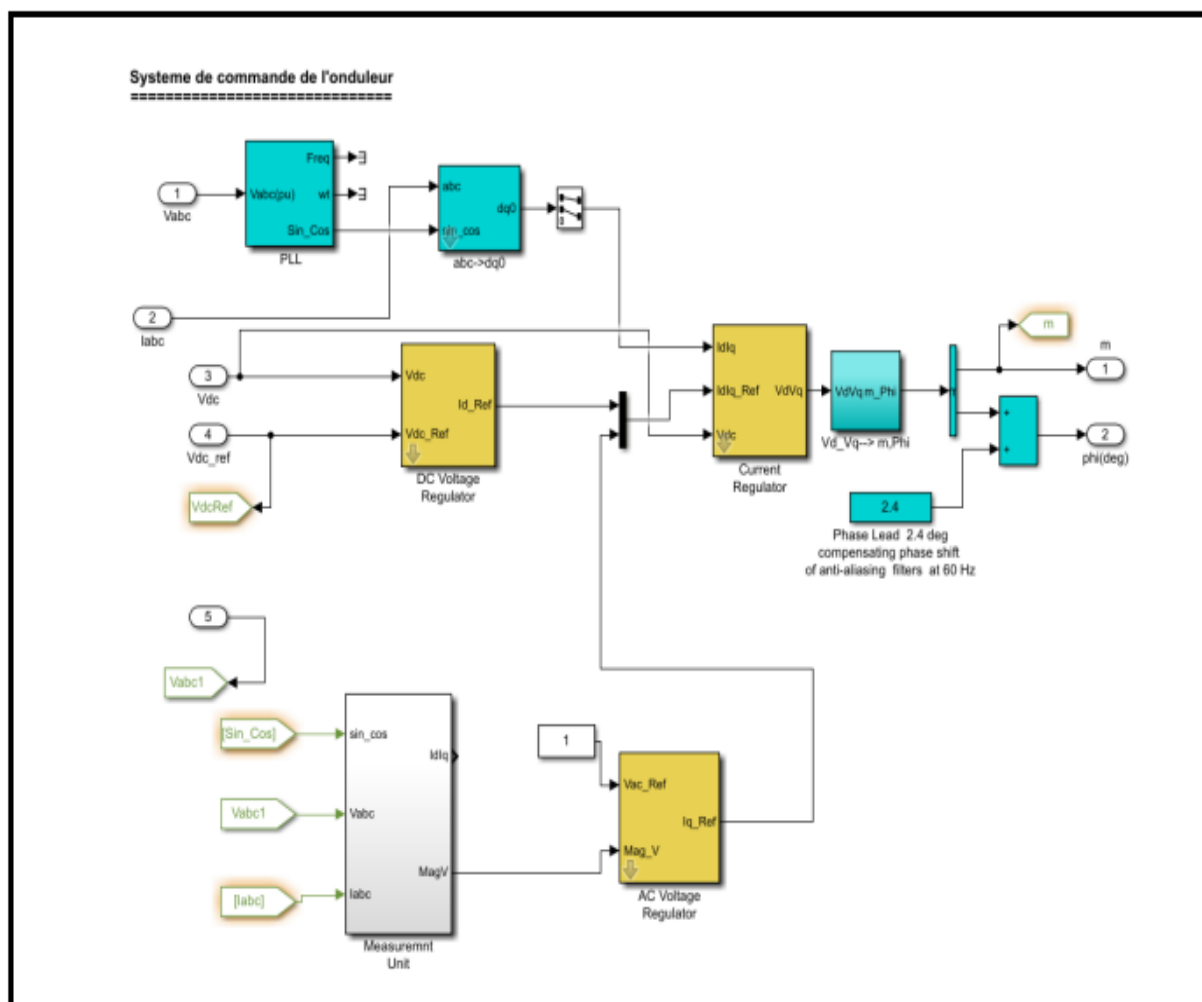 Systeme de commande de l'onduleur
==============================
1
Vabc
Vabc(pu)
Freq
wt
Sin_Cos
PLL
abc
sin_cos
dq0
abc->dq0
2
Iabc
3
Vdc
4
Vdc_ref
VdcRef
Vdc
Vdc_Ref
Id_Ref
DC Voltage
Regulator
IdIq
IdIq_Ref
Vdc
VdVq
Current
Regulator
VdVq m_Phi
Vd_Vq--> m,Phi
m
m
1
+
+
2
phi(deg)
2.4
Phase Lead 2.4 deg
compensating phase shift
of anti-aliasing filters at 60 Hz
5
Vabc1
[Sin_Cos]
Vabc1
[Iabc]
sin_cos
Vabc
Iabc
IdIq
MagV
Measuremnt
Unit
1
Vac_Ref
Mag_V
Iq_Ref
AC Voltage
Regulator